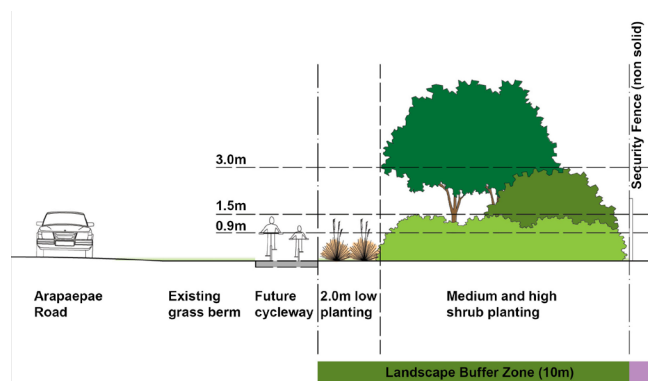 Security Fence (non solid)
3.0m
1.5m
0.9m
Arapaepae
Road
Existing
grass berm
Future
cycleway
2.0m low
planting
Medium and high
shrub planting
Landscape Buffer Zone (10m)